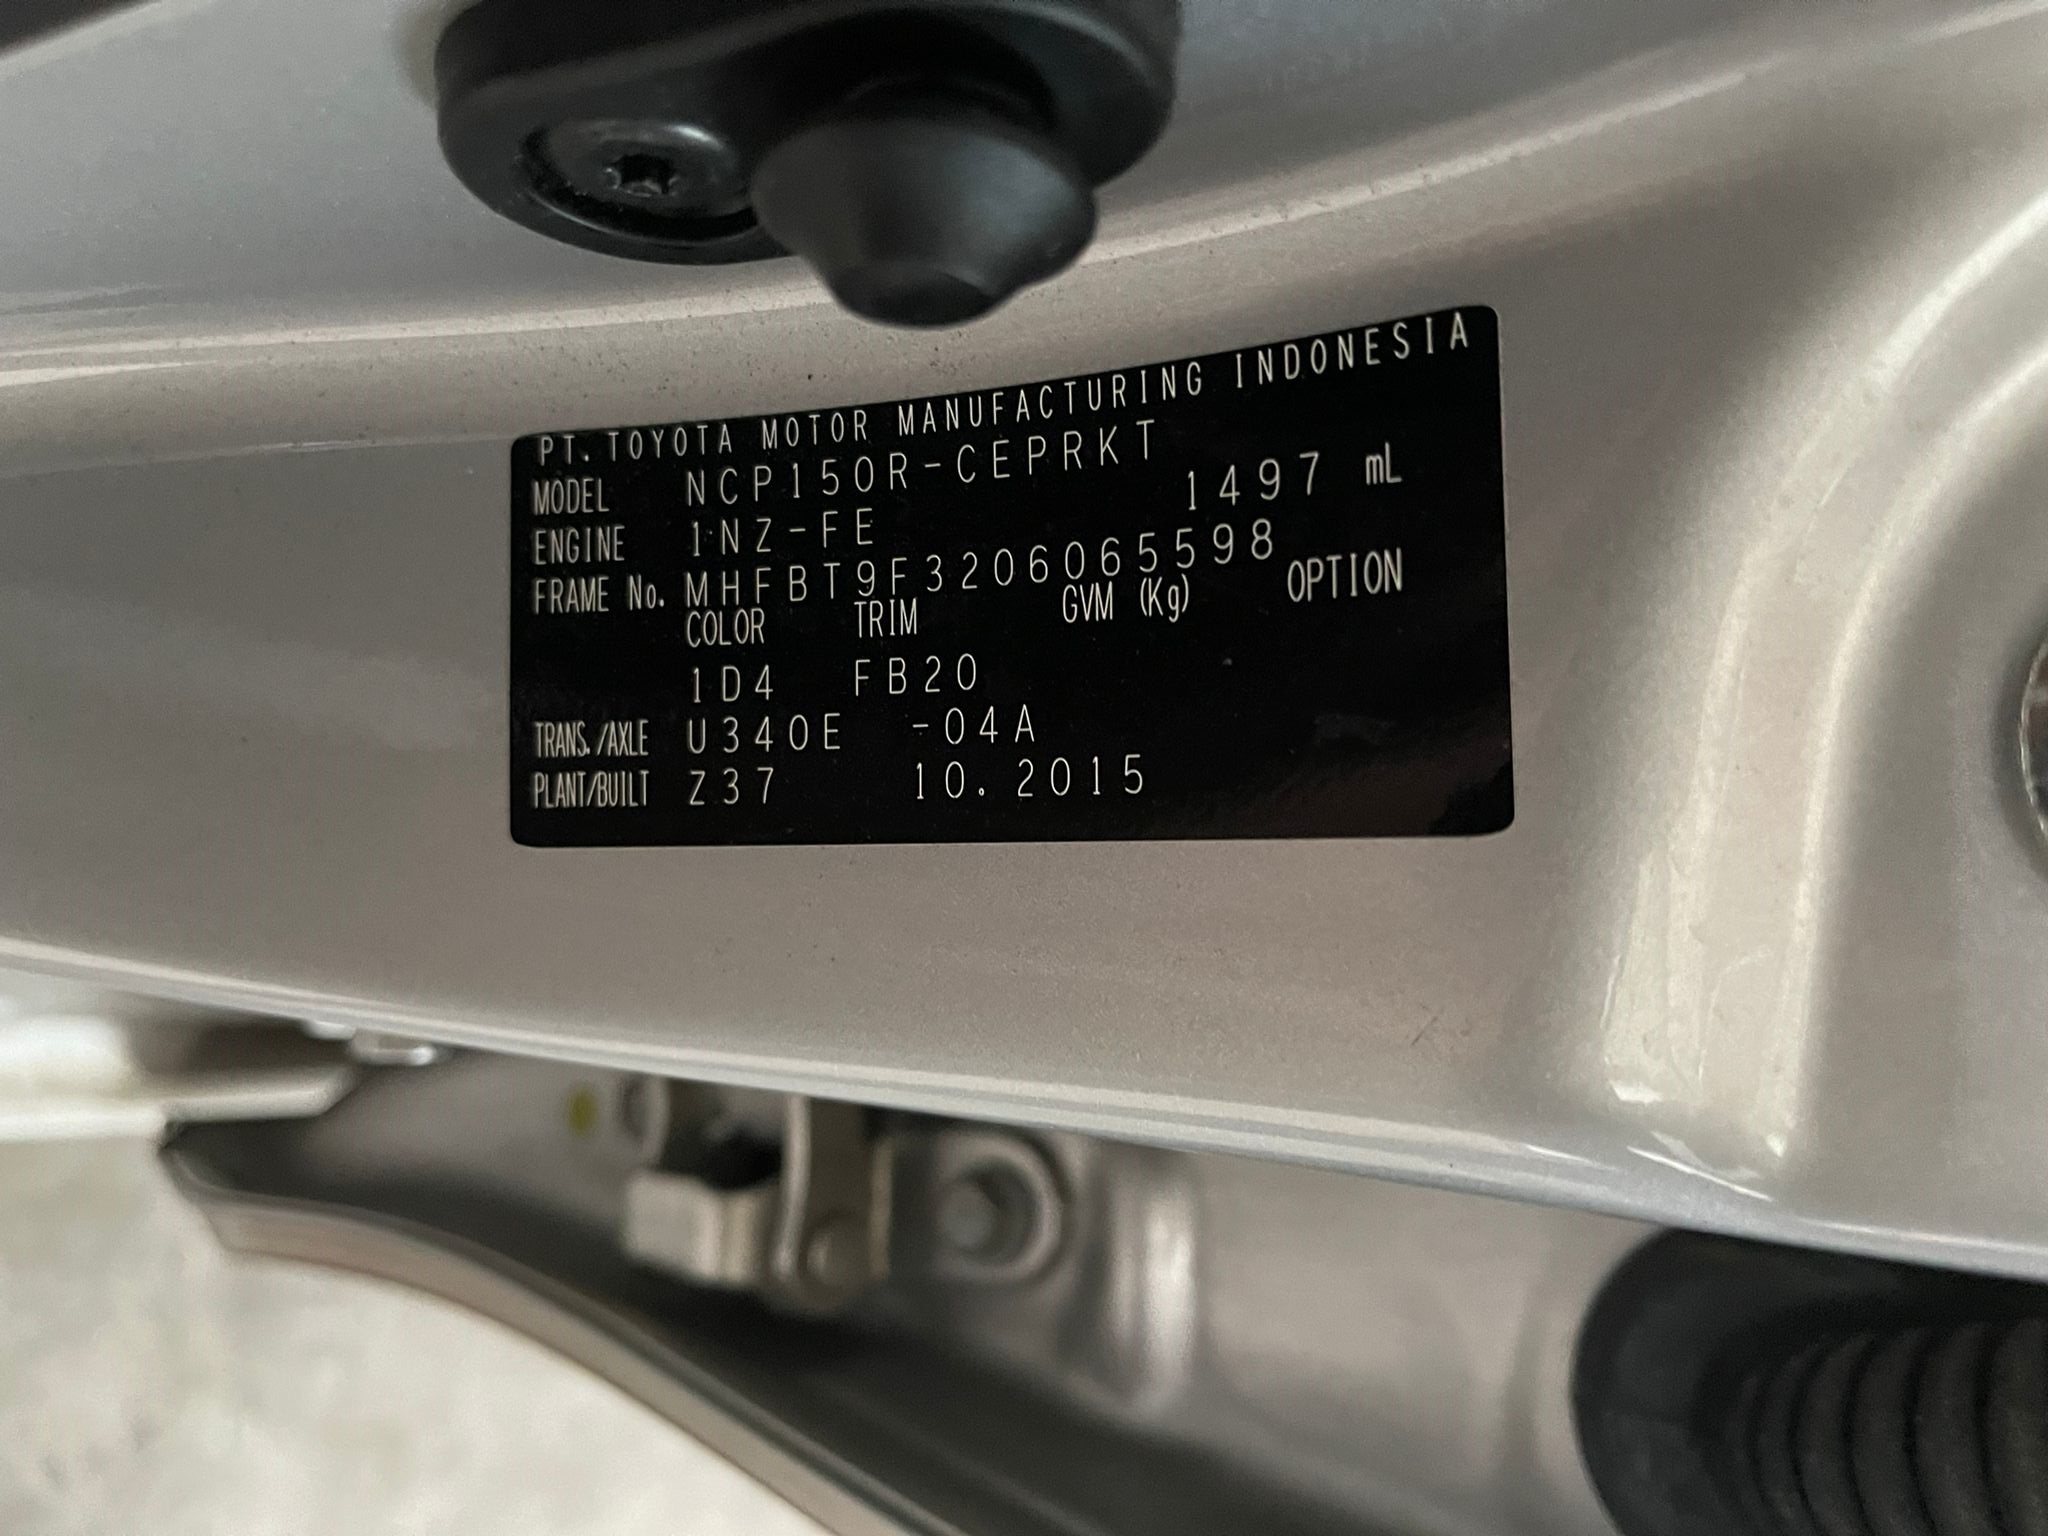 PT. TOYOTA MOTOR MANUFACTURING INDONESIA
MODEL NCP150R-CEPRKT
ENGINE 1NZ-FE 1497 mL
FRAME No. MHFBT9F3206065598
COLOR TRIM GVM (Kg) OPTION
1D4 FB20
TRANS./AXLE U340E -04A
PLANT/BUILT Z37 10. 2015